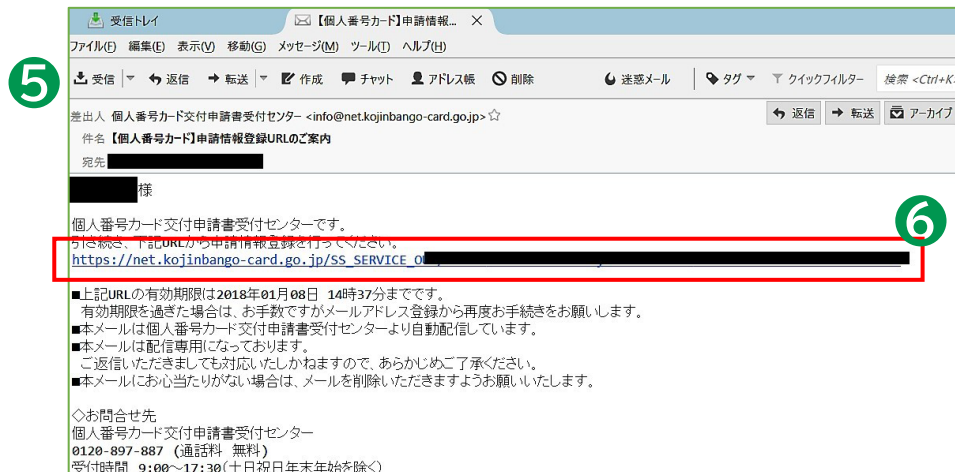 受信トレイ
【個人番号カード】申請情報...
ファイル(F) 編集(E) 表示(V) 移動(G) メッセージ(M) ツール(T) ヘルプ(H)
5
受信 返信 転送 作成 チャット アドレス帳 削除 迷惑メール タグ クイックフィルター 検索 <Ctrl+K
差出人 個人番号カード交付申請書受付センター <info@net.kojinbango-card.go.jp>
返信 転送 アーカイブ
件名 【個人番号カード】申請情報登録URLのご案内
宛先
様
個人番号カード交付申請書受付センターです。
引き続き、下記URLから申請情報登録を行ってください。
6
https://net.kojinbango-card.go.jp/SS_SERVICE_O
■上記URLの有効期限は2018年01月08日 14時37分までです。
有効期限を過ぎた場合は、お手数ですがメールアドレス登録から再度お手続きをお願いします。
■本メールは個人番号カード交付申請書受付センターより自動配信しています。
■本メールは配信専用になっております。
ご返信いただきましても対応いたしかねますので、あらかじめご了承ください。
■本メールにお心当たりがない場合は、メールを削除いただきますようお願いいたします。
◇お問合せ先
個人番号カード交付申請書受付センター
0120-897-887 (通話料 無料)
受付時間 9:00～17:30(土日祝日年末年始を除く)